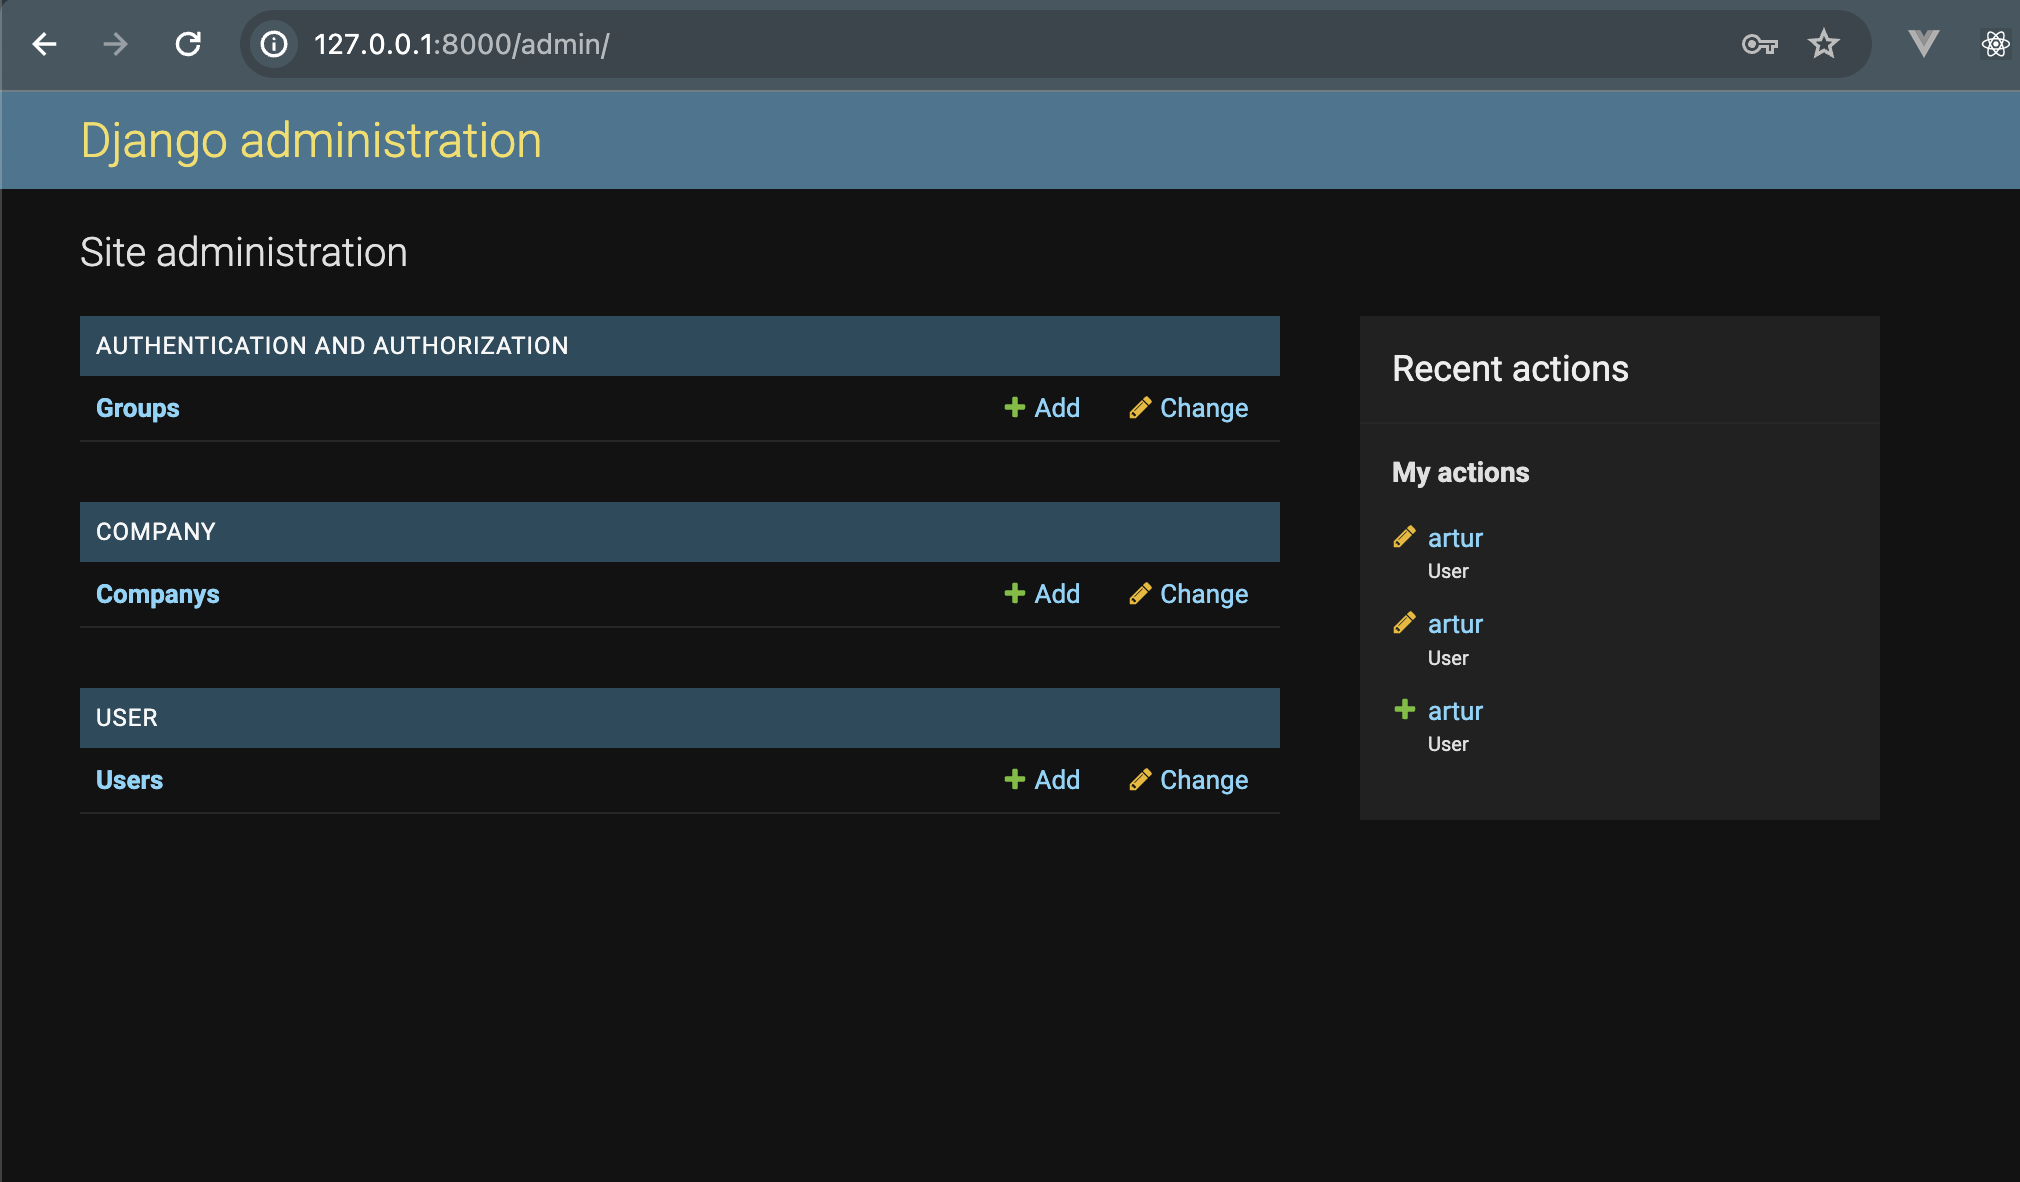 127.0.0.1:8000/admin/
Django administration
Site administration
AUTHENTICATION AND AUTHORIZATION
Groups Add Change
COMPANY
Companys Add Change
USER
Users Add Change
Recent actions
My actions
artur
User
artur
User
artur
User